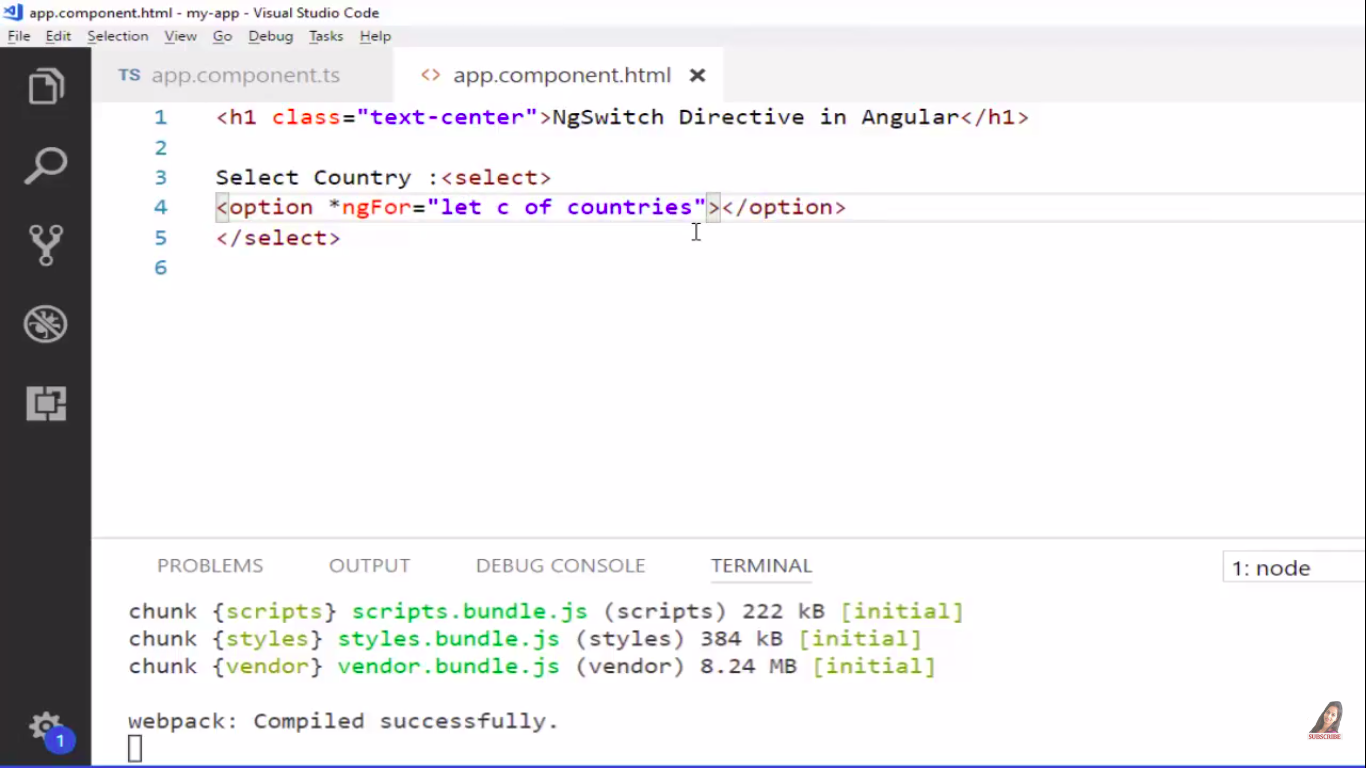 app.component.html - my-app - Visual Studio Code
File Edit Selection View Go Debug Tasks Help
TS app.component.ts <> app.component.html ×
1 <h1 class="text-center">NgSwitch Directive in Angular</h1>
2
3 Select Country :<select>
4 <option *ngFor="let c of countries"></option>
5 </select>
6
PROBLEMS OUTPUT DEBUG CONSOLE TERMINAL 1: node
chunk {scripts} scripts.bundle.js (scripts) 222 kB [initial]
chunk {styles} styles.bundle.js (styles) 384 kB [initial]
chunk {vendor} vendor.bundle.js (vendor) 8.24 MB [initial]
webpack: Compiled successfully.
1
SUBSCRIBE